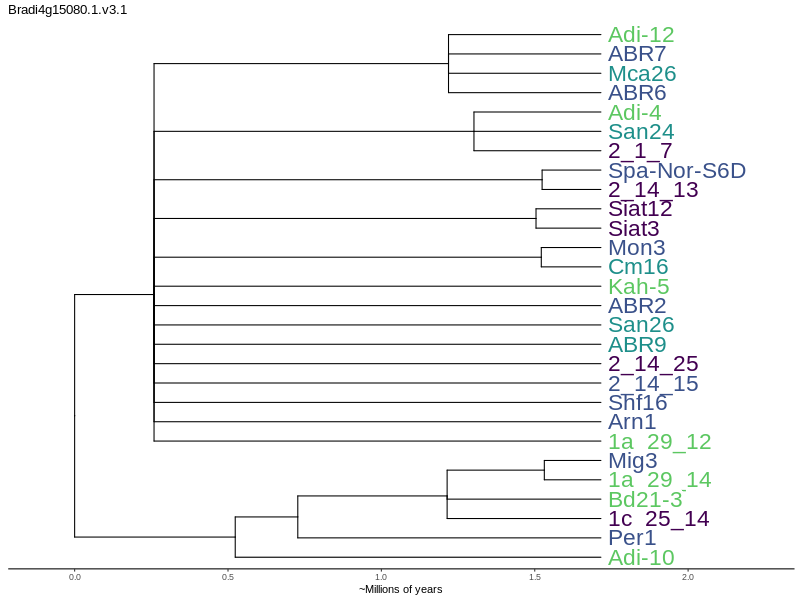 Bradi4g15080.1.v3.1
Adi-12
ABR7
Mca26
ABR6
Adi-4
San24
2_1_7
Spa-Nor-S6D
2_14_13
Siat12
Siat3
Mon3
Cm16
Kah-5
ABR2
San26
ABR9
2_14_25
2_14_15
Snf16
Arn1
1a_29_12
Mig3
1a_29_14
Bd21-3
1c_25_14
Per1
Adi-10
0.0 0.5 1.0 1.5 2.0
~Millions of years